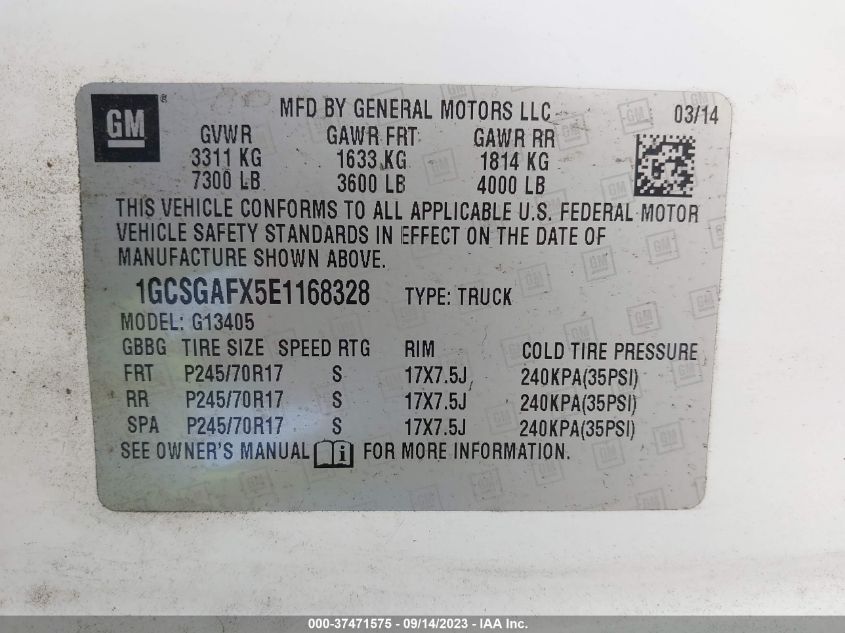 GM ® MFD BY GENERAL MOTORS LLC 03/14
GVWR GAWR FRT GAWR RR
3311 KG 1633 KG 1814 KG
7300 LB 3600 LB 4000 LB
THIS VEHICLE CONFORMS TO ALL APPLICABLE U.S. FEDERAL MOTOR
VEHICLE SAFETY STANDARDS IN EFFECT ON THE DATE OF
MANUFACTURE SHOWN ABOVE.
1GCSGAFX5E1168328 TYPE: TRUCK
MODEL: G13405
GBBG TIRE SIZE SPEED RTG RIM COLD TIRE PRESSURE
FRT P245/70R17 S 17X7.5J 240KPA(35PSI)
RR P245/70R17 S 17X7.5J 240KPA(35PSI)
SPA P245/70R17 S 17X7.5J 240KPA(35PSI)
SEE OWNER'S MANUAL i FOR MORE INFORMATION.
000-37471575 - 09/14/2023 - IAA Inc.